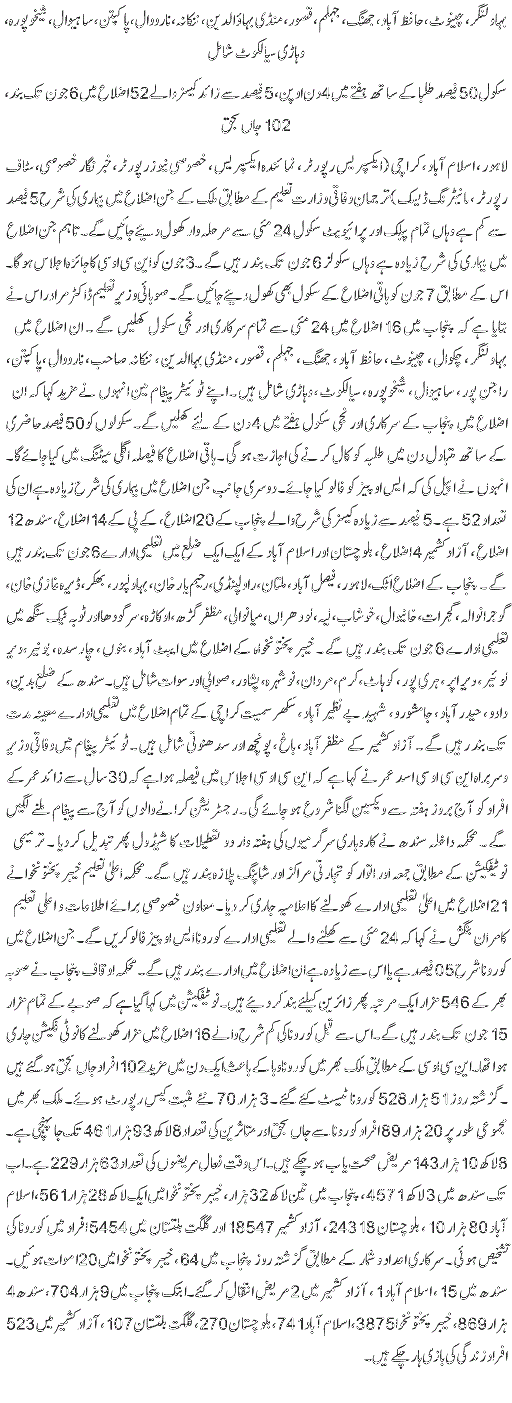 بہاولنگر، چنیوٹ، حافظ آباد، جھنگ، جہلم، قصور، منڈی بہاؤالدین، ننکانہ، نارووال، پاکپتن، ساہیوال، شیخوپورہ،
وہاڑی سیالکوٹ شامل
سکول 50 فیصد طلبا کے ساتھ ہفتے میں 4 دن اوپن، 5 فیصد سے زائد کیسز والے 52 اضلاع میں 6 جون تک بند،
102 جاں بحق
لاہور، اسلام آباد، کراچی (ایکسپریس رپورٹر، نمائندہ ایکسپریس، خصوصی نیوز رپورٹر، خبر نگار خصوصی، سٹاف
رپورٹر، مانیٹرنگ ڈیسک) ترجمان وفاقی وزارت تعلیم کے مطابق ملک کے جن اضلاع میں بیماری کی شرح 5 فیصد
سے کم ہے وہاں تمام پبلک اور پرائیویٹ سکول 24 مئی سے مرحلہ وار کھول دیئے جائیں گے۔ تاہم جن اضلاع
میں بیماری کی شرح زیادہ ہے وہاں سکولز 6 جون تک بند رہیں گے۔ 3 جون کو این سی او سی کا جائزہ اجلاس ہوگا۔
اس کے مطابق 7 جون کو باقی اضلاع کے سکول بھی کھول دیئے جائیں گے۔ صوبائی وزیر تعلیم ڈاکٹر مراد راس نے
بتایا ہے کہ پنجاب میں 16 اضلاع میں 24 مئی سے تمام سرکاری اور نجی سکول کھلیں گے۔ ان اضلاع میں
بہاولنگر، چکوال، چنیوٹ، حافظ آباد، جھنگ، جہلم، قصور، منڈی بہاالدین، ننکانہ صاحب، نارووال، پاکپتن،
راجن پور، ساہیوال، شیخوپورہ، سیالکوٹ، وہاڑی شامل ہیں۔ اپنے ٹوئیٹر پیغام میں انہوں نے مزید کہا کہ ان
اضلاع میں پنجاب کے سرکاری اور نجی سکول ہفتے میں 4 دن کے لئے کھلیں گے۔ سکولوں کو 50 فیصد حاضری
کے ساتھ متبادل دن میں طلبہ کو کال کرنے کی اجازت ہوگی۔ باقی اضلاع کا فیصلہ اگلی میٹنگ میں کیا جائے گا۔
انہوں نے اپیل کی کہ ایس او پیز کو فالو کیا جائے۔ دوسری جانب جن اضلاع میں بیماری کی شرح زیادہ ہے ان کی
تعداد 52 ہے۔ 5 فیصد سے زیادہ کیسز کی شرح والے پنجاب کے 20 اضلاع، کے پی کے 14 اضلاع، سندھ 12
اضلاع، آزاد کشمیر 4 اضلاع، بلوچستان اور اسلام آباد کے ایک ایک ضلع میں تعلیمی ادارے 6 جون تک بند رہیں
گے۔ پنجاب کے اضلاع اٹک، لاہور، فیصل آباد، ملتان، راولپنڈی، رحیم یار خان، بہاولپور، بھکر، ڈیرہ غازی خان،
گوجرانوالہ، گجرات، خانیوال، خوشاب، لیہ، لودھراں، میانوالی، مظفر گڑھ، اوکاڑہ، سرگودھا اور ٹوبہ ٹیک سنگھ میں
تعلیمی ادارے 6 جون تک بند رہیں گے۔ خیبر پختونخوا کے اضلاع میں ایبٹ آباد، بنوں، چارسدہ، بونیر، دیر
لوئیر، دیر اپر، ہری پور، کوہاٹ، کرم، مردان، نوشہرہ، پشاور، صوابی اور سوات شامل ہیں۔ سندھ کے ضلع بدین،
دادو، حیدر آباد، جامشورو، شہید بے نظیر آباد، سکھر سمیت کراچی کے تمام اضلاع میں تعلیمی ادارے معینہ مدت
تک بند رہیں گے۔ آزاد کشمیر کے مظفر آباد، باغ، پونچھ اور سدھنوتی شامل ہیں۔ ٹوئیٹر پیغام میں وفاقی وزیر
و سربراہ این سی او سی اسد عمر نے کہا ہے کہ این سی او سی اجلاس میں فیصلہ ہوا ہے کہ 30 سال سے زائد عمر کے
افراد کو آج بروز ہفتہ سے ویکسین لگنا شروع ہو جائے گی۔ رجسٹریشن کرانے والوں کو آج سے پیغام ملنے لگیں
گے۔ محکمہ داخلہ سندھ نے کاروباری سرگرمیوں کی ہفتہ وار دو تعطیلات کا شیڈول پھر تبدیل کر دیا۔ ترمیمی
نوٹیفکیشن کے مطابق جمعہ اور اتوار کو تجارتی مراکز اور شاپنگ پلازہ بند رہیں گے۔ محکمہ اعلیٰ تعلیم خیبر پختونخوا نے
21 اضلاع میں اعلیٰ تعلیمی ادارے کھولنے کا اعلامیہ جاری کر دیا۔ معاون خصوصی برائے اطلاعات و اعلیٰ تعلیم
کامران بنگش نے کہا کہ 24 مئی سے کھلنے والے تعلیمی ادارے کورونا ایس او پیز فالو کریں گے۔ جن اضلاع میں
کورونا شرح 05 فیصد ہے یا اس سے زیادہ ہے ان اضلاع میں ادارے بند رہیں گے۔ محکمہ اوقاف پنجاب نے صوبہ
بھر کے 546 مزار ایک مرتبہ پھر زائرین کیلئے بند کر دیئے ہیں۔ نوٹیفکیشن میں کہا گیا ہے کہ صوبے کے تمام مزار
15 جون تک بند رہیں گے۔ اس سے قبل کورونا کی کم شرح والے 16 اضلاع میں مزار کھولنے کا نوٹیفکیشن جاری
ہوا تھا۔ این سی او سی کے مطابق ملک بھر میں کورونا وبا کے باعث ایک دن میں مزید 102 افراد جاں بحق ہو گئے ہیں
۔ گزشتہ روز 51 ہزار 528 کورونا ٹیسٹ کئے گئے۔ 3 ہزار 70 نئے مثبت کیس رپورٹ ہوئے۔ ملک بھر میں
مجموعی طور پر 20 ہزار 89 افراد کورونا سے جاں بحق اور متاثرین کی تعداد 8 لاکھ 93 ہزار 461 تک جا پہنچی ہے۔
8 لاکھ 10 ہزار 143 مریض صحت یاب ہو چکے ہیں۔ اس وقت فعال مریضوں کی تعداد 63 ہزار 229 ہے۔ اب
تک سندھ میں 3 لاکھ 4571، پنجاب میں تین لاکھ 32 ہزار، خیبر پختونخوا میں ایک لاکھ 28 ہزار 561، اسلام
آباد 80 ہزار 10، بلوچستان 24318، آزاد کشمیر 18547 اور گلگت بلتستان میں 5454 افراد میں کورونا کی
تشخیص ہوئی۔ سرکاری اعداد و شمار کے مطابق گزشتہ روز پنجاب میں 64، خیبر پختونخوا میں 20 اموات ہوئیں۔
سندھ میں 15، اسلام آباد 1، آزاد کشمیر میں 2 مریض انتقال کر گئے۔ ابتک پنجاب میں 9 ہزار 704، سندھ 4
ہزار 869، خیبر پختونخوا 3875، اسلام آباد 741، بلوچستان 270، گلگت بلتستان 107، آزاد کشمیر میں 523
افراد زندگی کی بازی ہار چکے ہیں۔